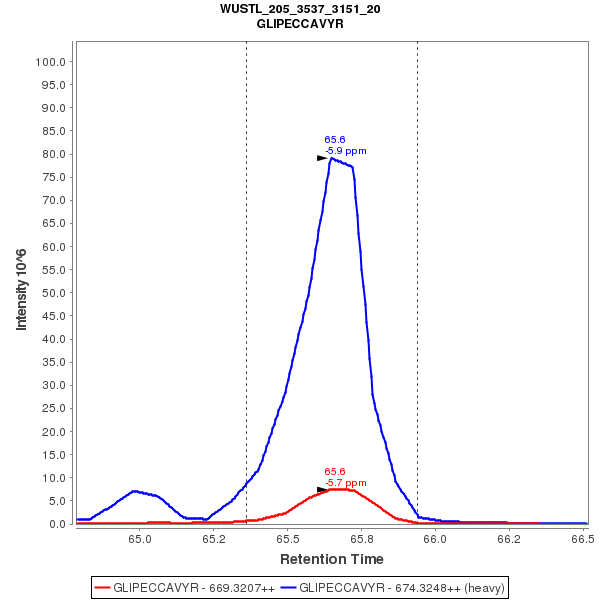 WUSTL_205_3537_3151_20
GLIPECCAVYR
Intensity 10^6
100.0
95.0
90.0
85.0
80.0
75.0
70.0
65.0
60.0
55.0
50.0
45.0
40.0
35.0
30.0
25.0
20.0
15.0
10.0
5.0
0.0
65.6
-5.9 ppm
65.6
-5.7 ppm
65.0 65.2 65.5 65.8 66.0 66.2 66.5
Retention Time
GLIPECCAVYR - 669.3207++ GLIPECCAVYR - 674.3248++ (heavy)